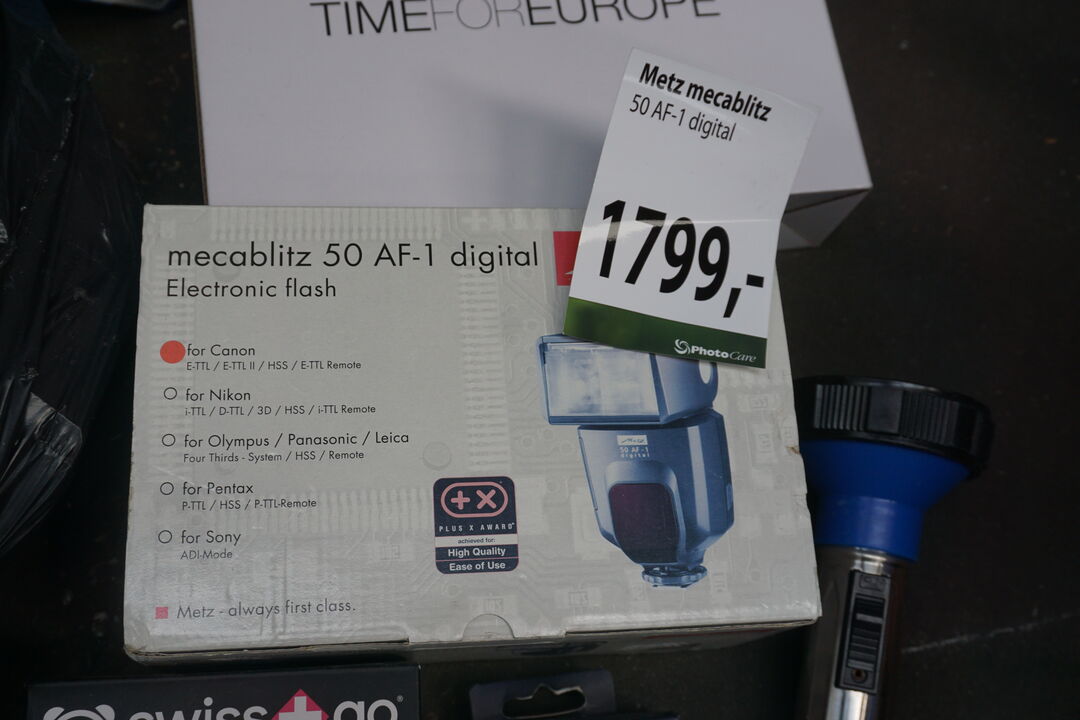 TIMEFOREUROPE
Metz mecablitz
50 AF-1 digital
1799,-
PhotoCare
mecablitz 50 AF-1 digital
Electronic flash
for Canon
E-TTL / E-TTL II / HSS / E-TTL Remote
for Nikon
i-TTL / D-TTL / 3D / HSS / i-TTL Remote
for Olympus / Panasonic / Leica
Four Thirds - System / HSS / Remote
for Pentax
P-TTL / HSS / P-TTL-Remote
for Sony
ADI-Mode
50 AF-1
digital
PLUS X AWARD®
achieved for:
High Quality
Ease of Use
Metz - always first class.
swiss+go®